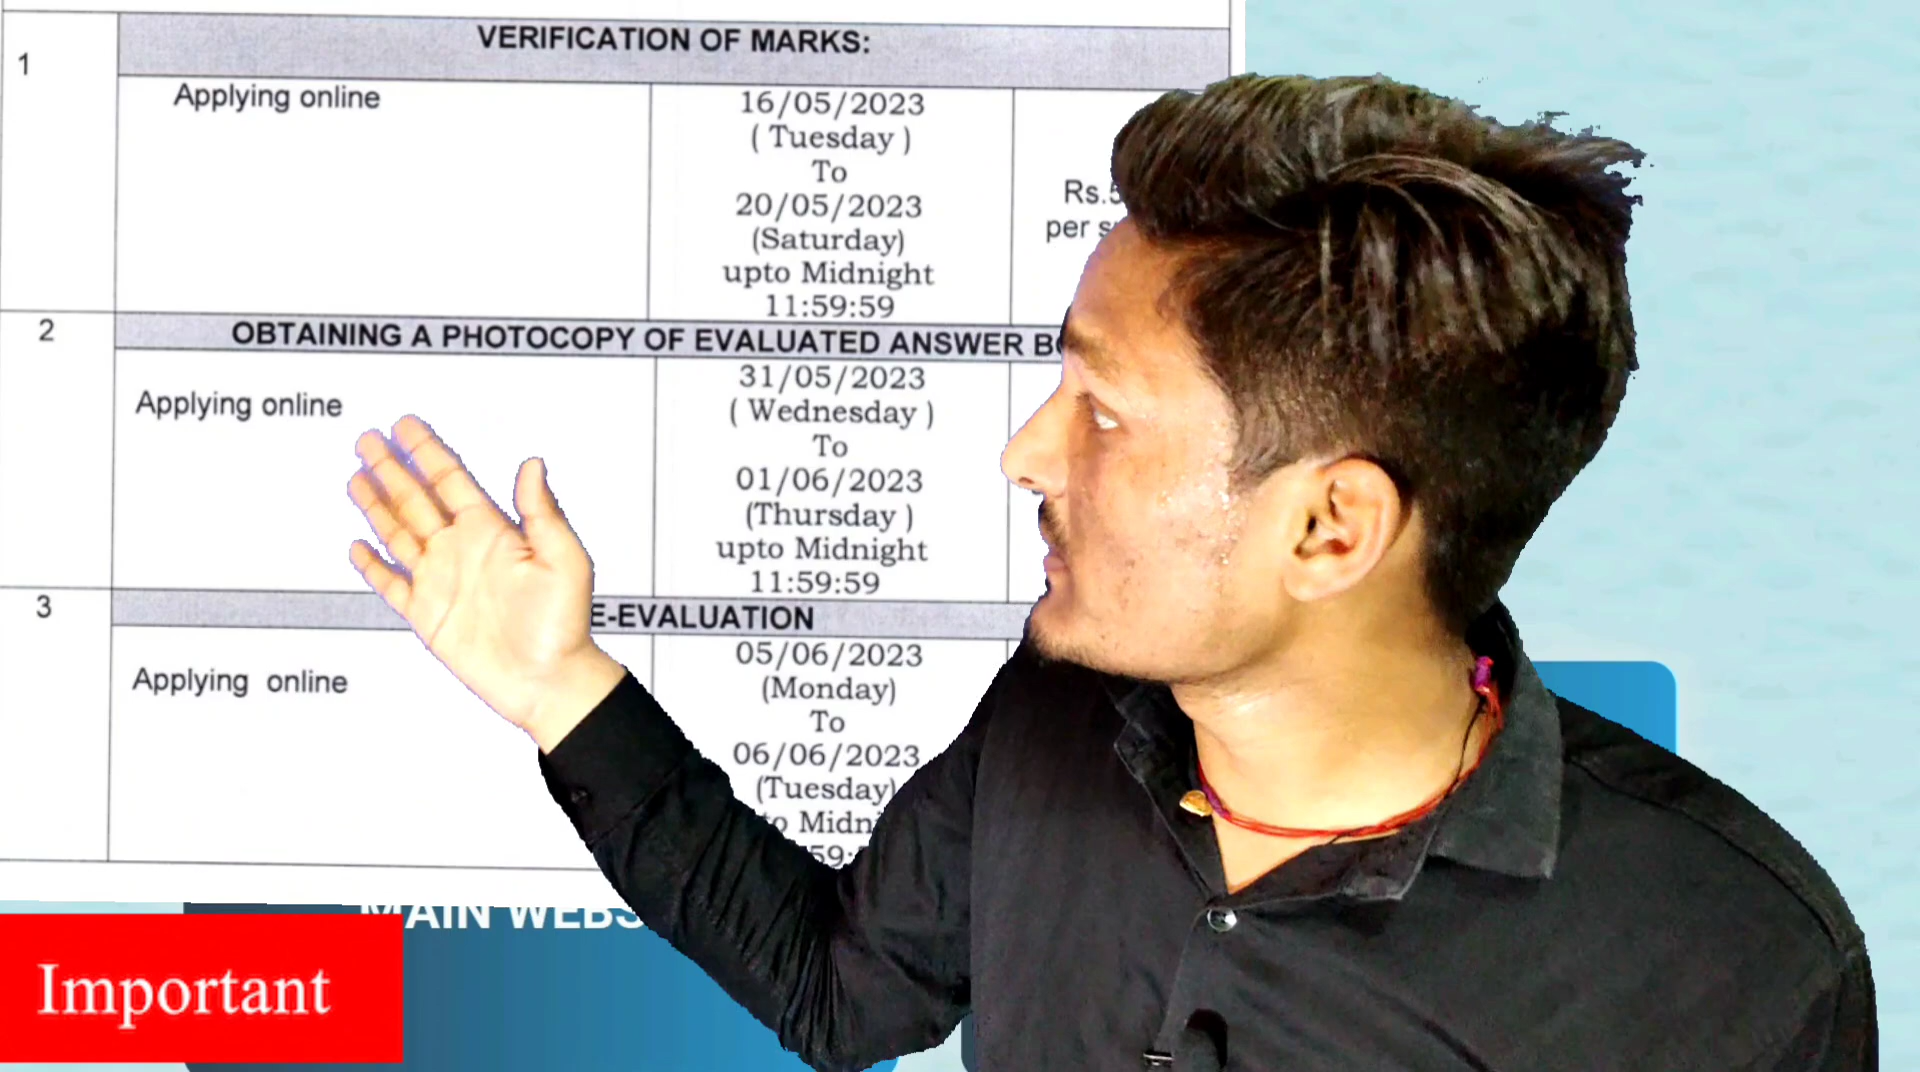 1
VERIFICATION OF MARKS:
Applying online
16/05/2023
( Tuesday )
To
20/05/2023
(Saturday)
upto Midnight
11:59:59
2
OBTAINING A PHOTOCOPY OF EVALUATED ANSWER
Applying online
31/05/2023
( Wednesday )
To
01/06/2023
(Thursday )
upto Midnight
11:59:59
3
E-EVALUATION
Applying online
05/06/2023
(Monday)
To
06/06/2023
(Tuesday)
MAIN
Important